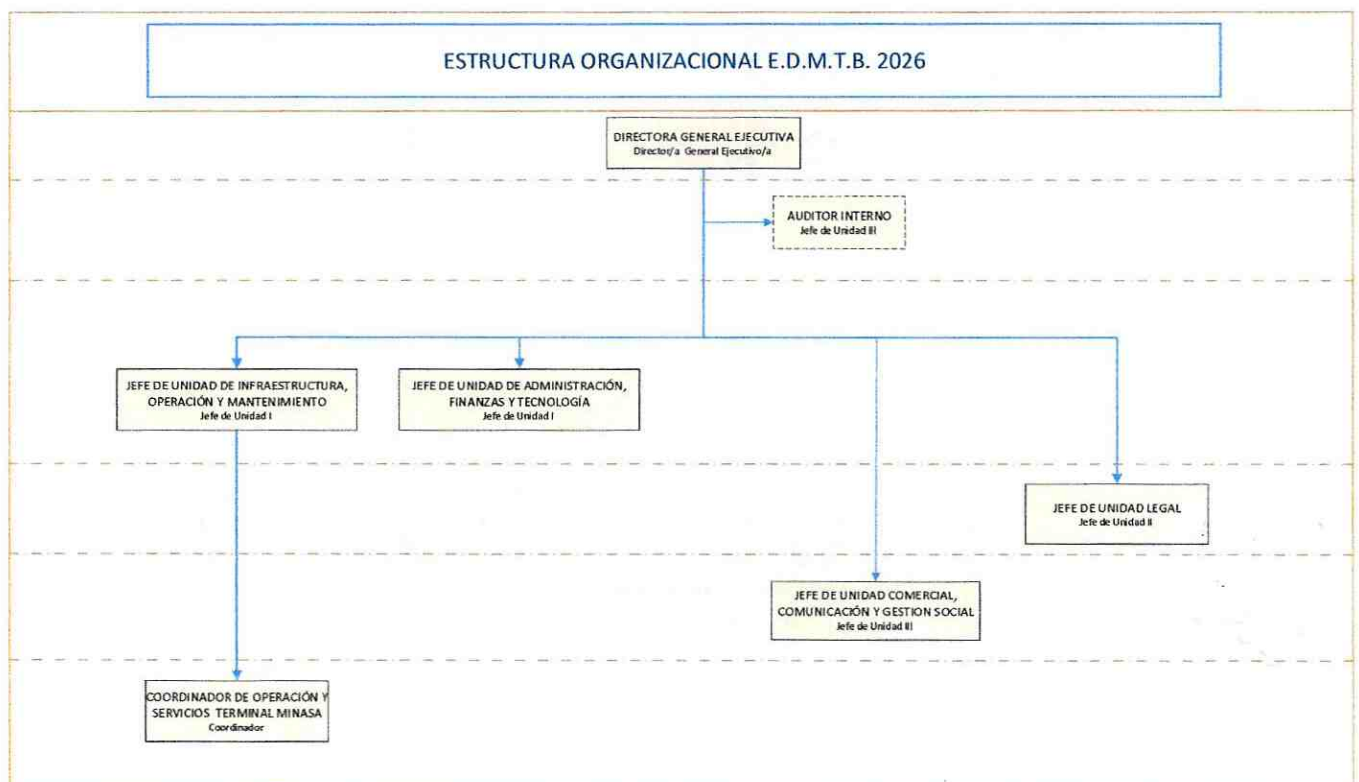 ESTRUCTURA ORGANIZACIONAL E.D.M.T.B. 2026
DIRECTORA GENERAL EJECUTIVA
Director/a General Ejecutivo/a
AUDITOR INTERNO
Jefe de Unidad III
JEFE DE UNIDAD DE INFRAESTRUCTURA,
OPERACIÓN Y MANTENIMIENTO
Jefe de Unidad I
JEFE DE UNIDAD DE ADMINISTRACIÓN,
FINANZAS Y TECNOLOGÍA
Jefe de Unidad I
JEFE DE UNIDAD LEGAL
Jefe de Unidad II
JEFE DE UNIDAD COMERCIAL,
COMUNICACIÓN Y GESTION SOCIAL
Jefe de Unidad III
COORDINADOR DE OPERACIÓN Y
SERVICIOS TERMINAL MINASA
Coordinador